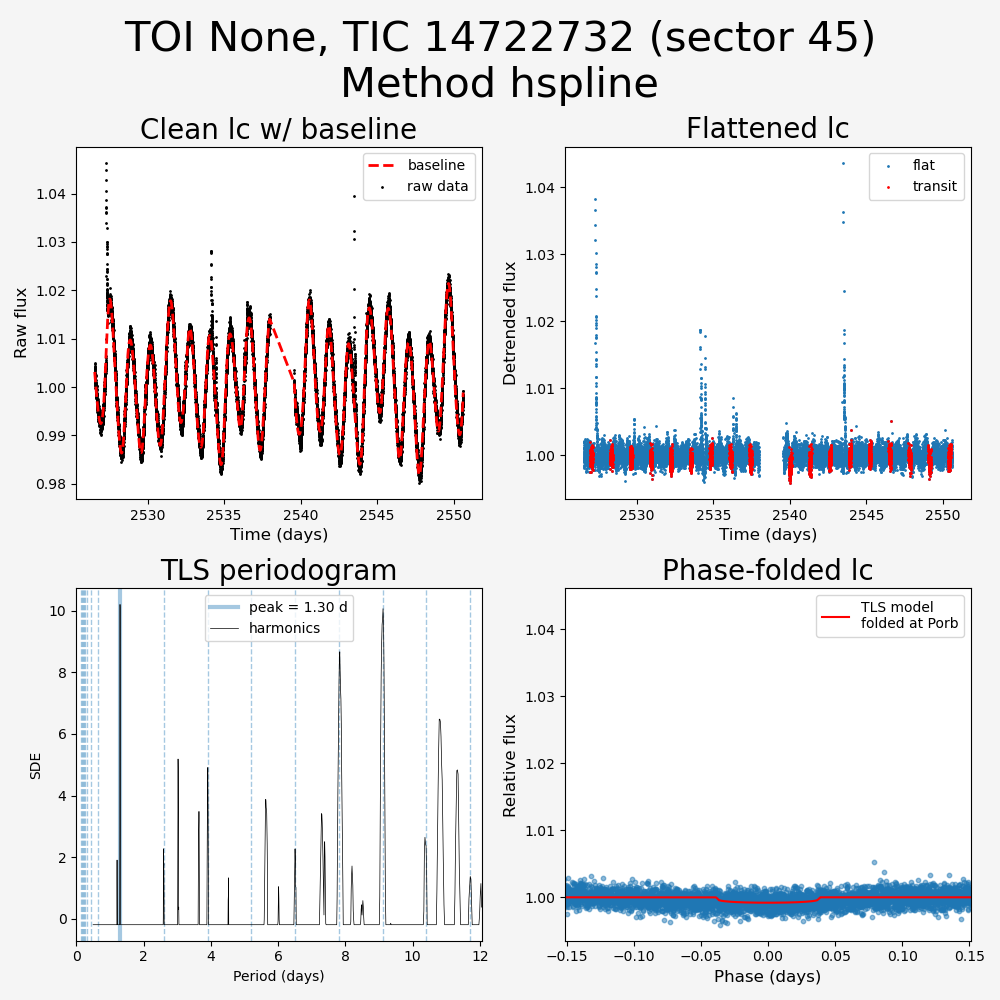 TOI None, TIC 14722732 (sector 45)
Method hspline
Clean lc w/ baseline
Flattened lc
baseline
raw data
flat
transit
Raw flux
1.04
1.03
1.02
1.01
1.00
0.99
0.98
2530
2535
2540
2545
2550
Time (days)
Detrended flux
1.04
1.03
1.02
1.01
1.00
2530
2535
2540
2545
2550
Time (days)
TLS periodogram
Phase-folded lc
peak = 1.30 d
harmonics
SDE
10
8
6
4
2
0
0
2
4
6
8
10
12
Period (days)
TLS model
folded at Porb
Relative flux
1.04
1.03
1.02
1.01
1.00
−0.15
−0.10
−0.05
0.00
0.05
0.10
0.15
Phase (days)